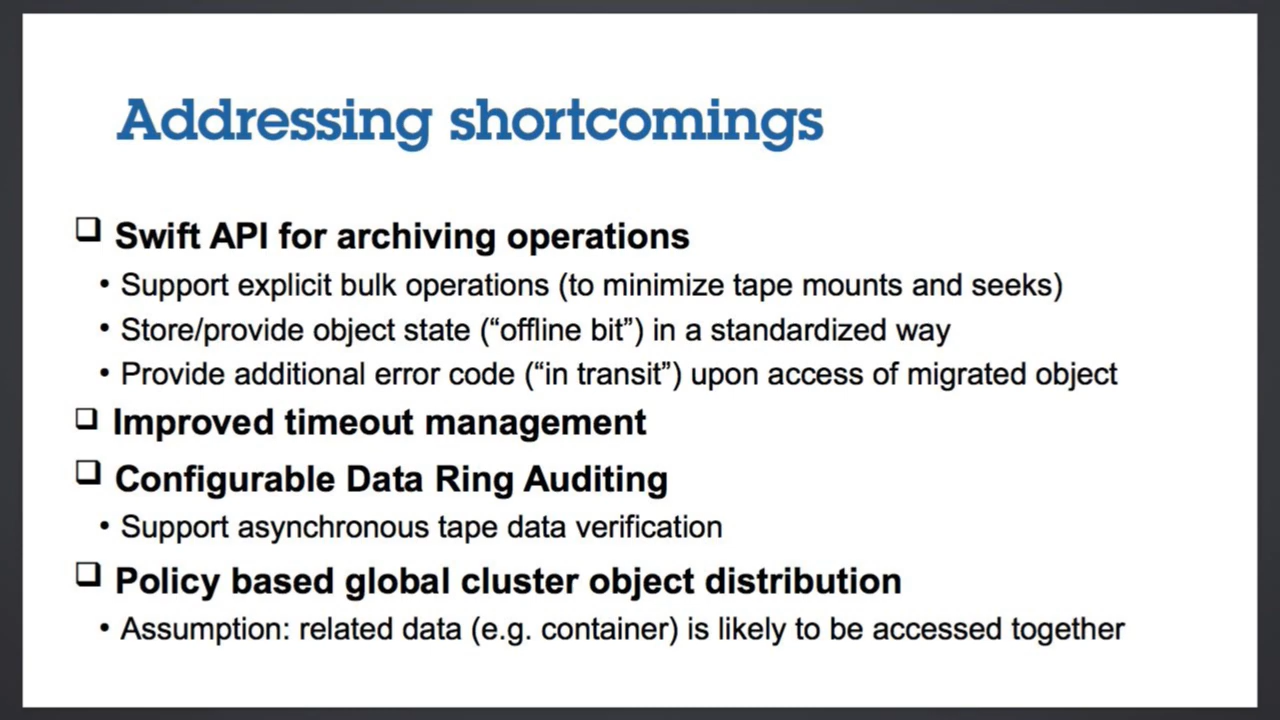 Addressing shortcomings
❑ Swift API for archiving operations
• Support explicit bulk operations (to minimize tape mounts and seeks)
• Store/provide object state (“offline bit”) in a standardized way
• Provide additional error code (“in transit”) upon access of migrated object
❑ Improved timeout management
❑ Configurable Data Ring Auditing
• Support asynchronous tape data verification
❑ Policy based global cluster object distribution
• Assumption: related data (e.g. container) is likely to be accessed together